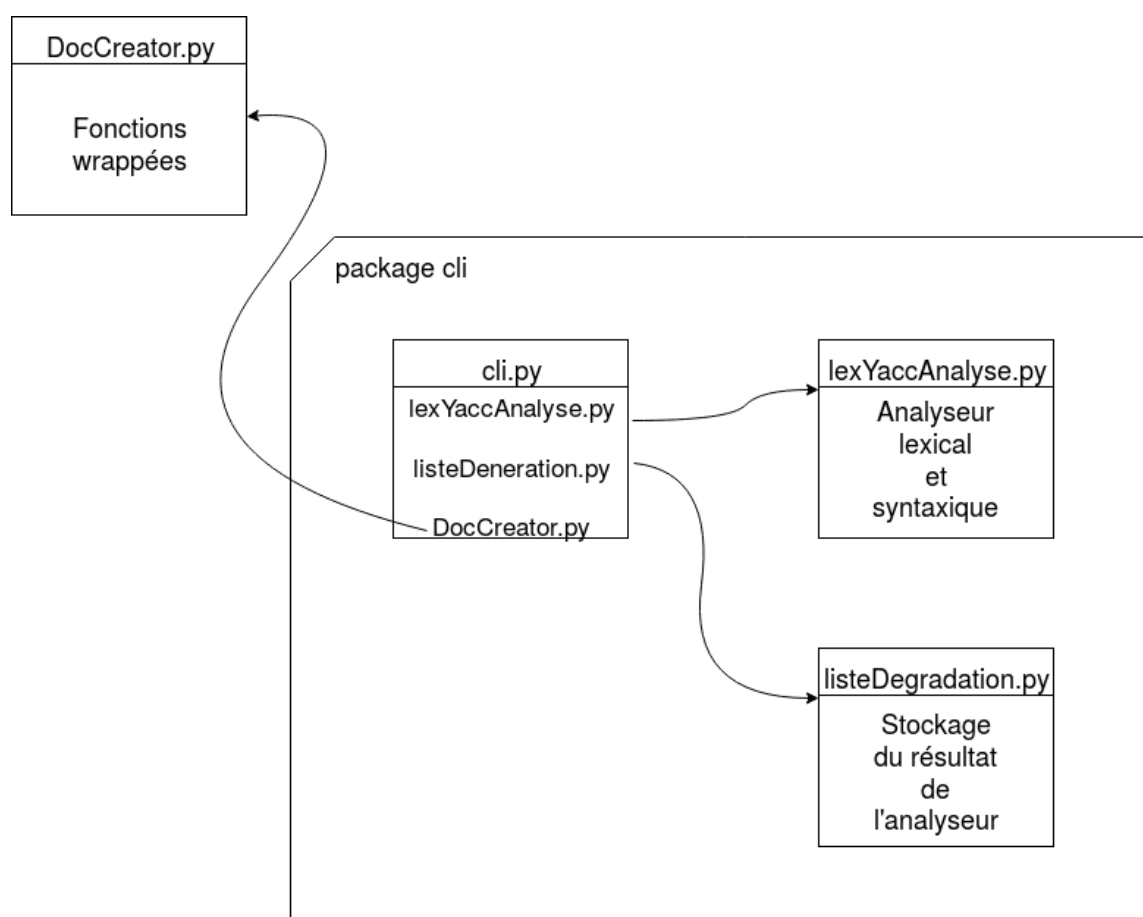 DocCreator.py
Fonctions
wrappées
package cli
cli.py
lexYaccAnalyse.py
listeDeneration.py
DocCreator.py
lexYaccAnalyse.py
Analyseur
lexical
et
syntaxique
listeDegradation.py
Stockage
du résultat
de
l'analyseur